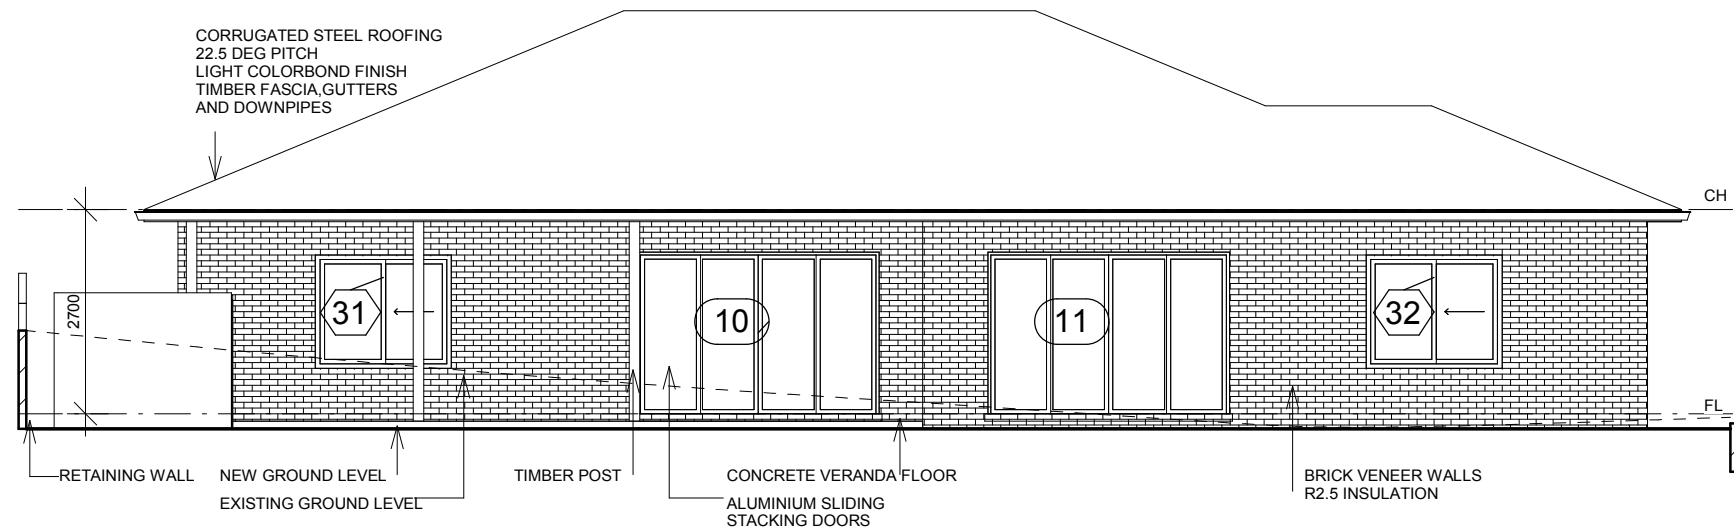 CORRUGATED STEEL ROOFING
22.5 DEG PITCH
LIGHT COLORBOND FINISH
TIMBER FASCIA,GUTTERS
AND DOWNPIPES
CH
2700
31
10
11
32
FL
RETAINING WALL
NEW GROUND LEVEL
EXISTING GROUND LEVEL
TIMBER POST
CONCRETE VERANDA FLOOR
ALUMINIUM SLIDING
STACKING DOORS
BRICK VENEER WALLS
R2.5 INSULATION